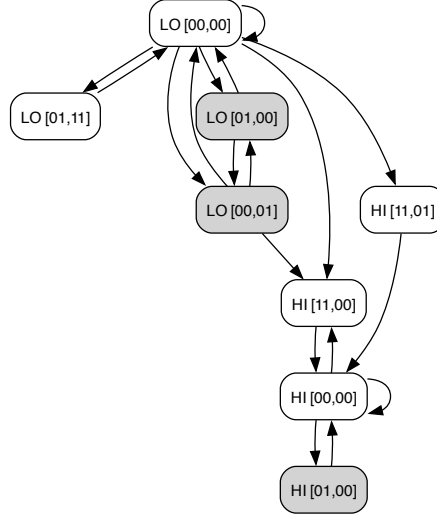 LO [00,00]
LO [01,11]
LO [01,00]
LO [00,01]
HI [11,01]
HI [11,00]
HI [00,00]
HI [01,00]